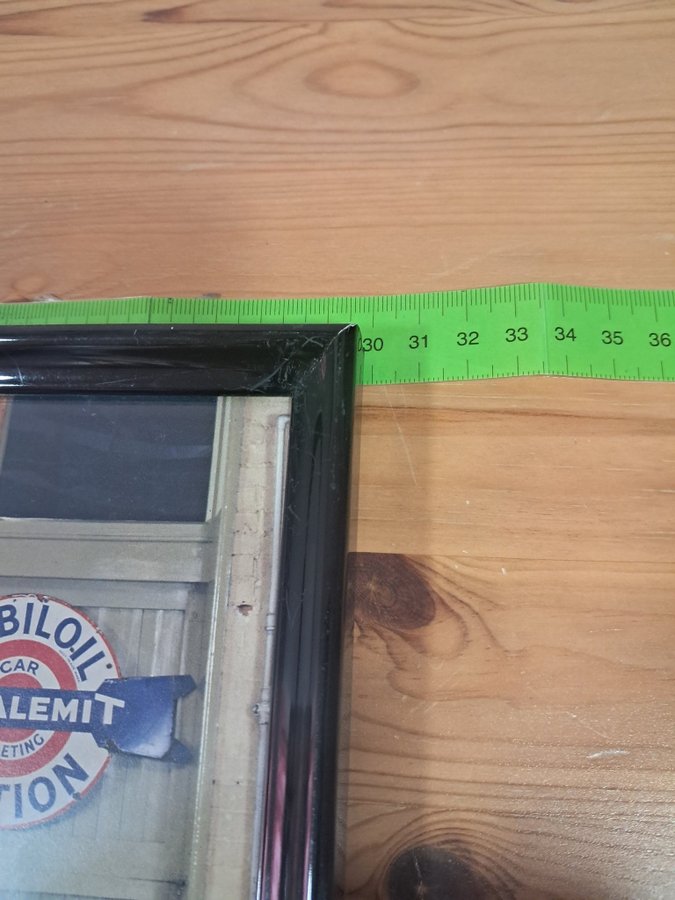 30 31 32 33 34 35 36
BILOIL
CAR
ALEMIT
ETING
TION